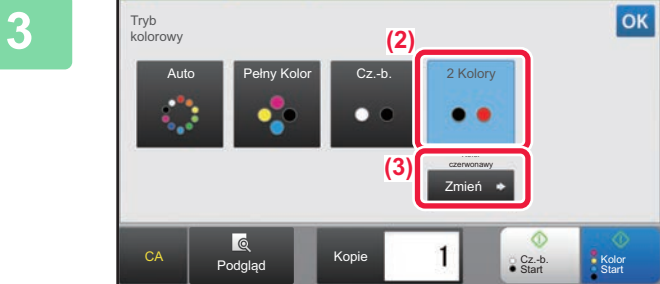 3
Tryb
kolorowy
OK
(2)
Auto
Pełny Kolor
Cz.-b.
2 Kolory
(3)
czerwonawy
Zmień
CA
Podgląd
Kopie
1
Cz.-b.
Start
Kolor
Start